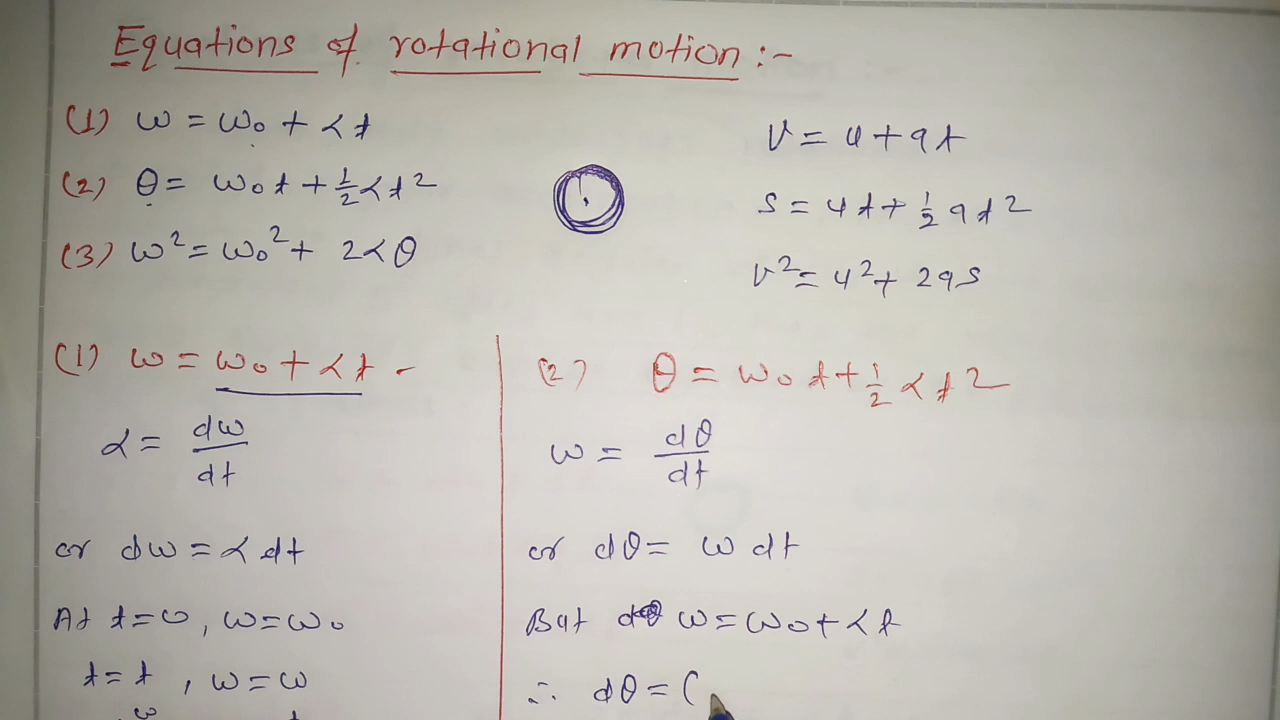 Equations of rotational motion :-
(1) ω = ω₀ + αt
(2) θ = ω₀t + ½αt²
(3) ω² = ω₀² + 2αθ
v = u + at
s = ut + ½at²
v² = u² + 2as
(1) ω = ω₀ + αt -
α = dω/dt
or dω = α dt
At t = 0, ω = ω₀
t = t, ω = ω
ω t
(2) θ = ω₀t + ½αt²
ω = dθ/dt
or dθ = ω dt
But ω = ω₀ + αt
∴ dθ = (